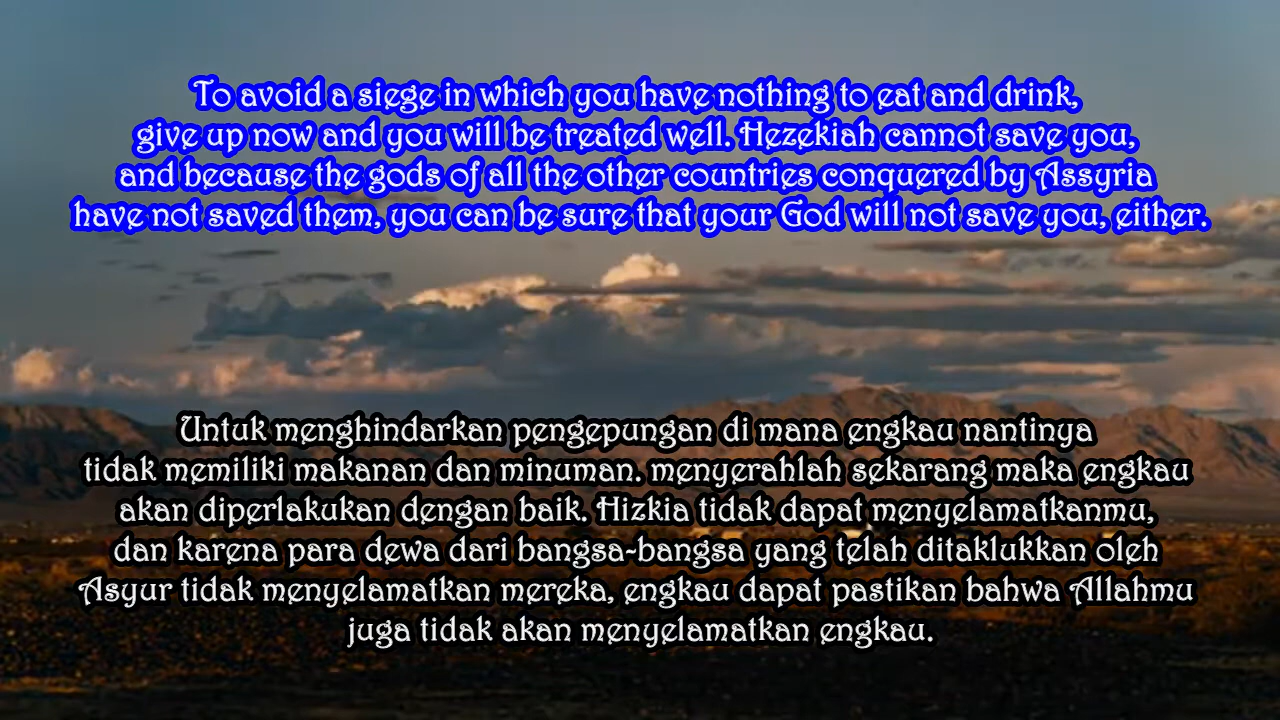 To avoid a siege in which you have nothing to eat and drink,
give up now and you will be treated well. Hezekiah cannot save you,
and because the gods of all the other countries conquered by Assyria
have not saved them, you can be sure that your God will not save you, either.
Untuk menghindarkan pengepungan di mana engkau nantinya
tidak memiliki makanan dan minuman. menyerahlah sekarang maka engkau
akan diperlakukan dengan baik. Hizkia tidak dapat menyelamatkanmu,
dan karena para dewa dari bangsa-bangsa yang telah ditaklukkan oleh
Asyur tidak menyelamatkan mereka, engkau dapat pastikan bahwa Allahmu
juga tidak akan menyelamatkan engkau.